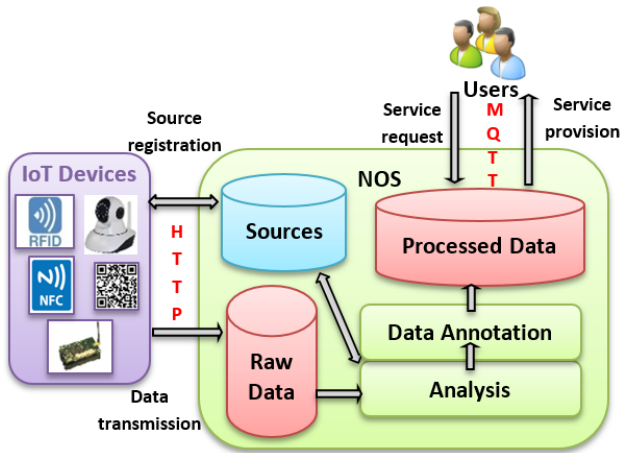 Users
Service
request
M
Q
T
T
Service
provision
Source
registration
IoT Devices
RFID
NFC
H
T
T
P
NOS
Sources
Processed Data
Raw
Data
Data Annotation
Analysis
Data
transmission